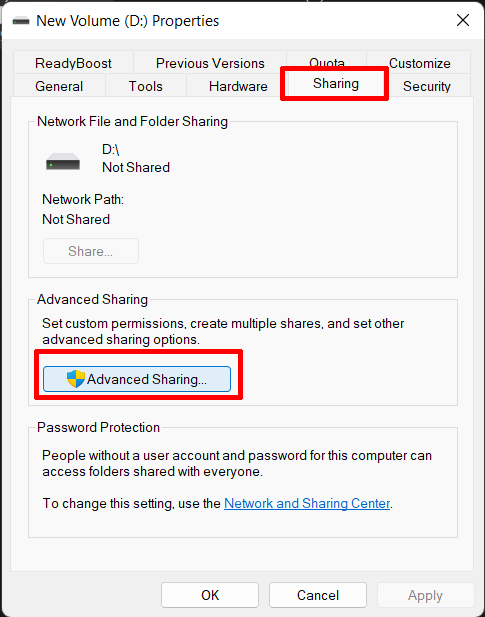 New Volume (D:) Properties
ReadyBoost Previous Versions Quota Customize
General Tools Hardware Sharing Security
Network File and Folder Sharing
D:\
Not Shared
Network Path:
Not Shared
Share...
Advanced Sharing
Set custom permissions, create multiple shares, and set other
advanced sharing options.
Advanced Sharing...
Password Protection
People without a user account and password for this computer can
access folders shared with everyone.
To change this setting, use the Network and Sharing Center.
OK Cancel Apply